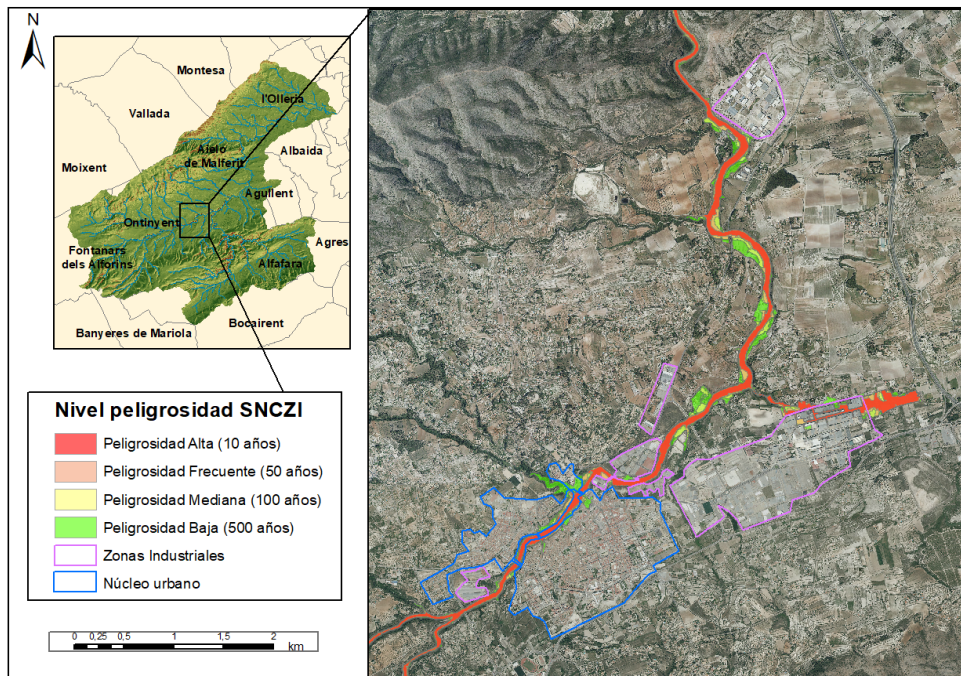 N
Montesa
l'Olleria
Vallada
Aielo
de Malferit
Albaida
Moixent
Agullent
Ontinyent
Agres
Fontanars
dels Alforins
Alfafara
Bocairent
Banyeres de Mariola
Nivel peligrosidad SNCZI
Peligrosidad Alta (10 años)
Peligrosidad Frecuente (50 años)
Peligrosidad Mediana (100 años)
Peligrosidad Baja (500 años)
Zonas Industriales
Núcleo urbano
0 0,25 0,5 1 1,5 2
km